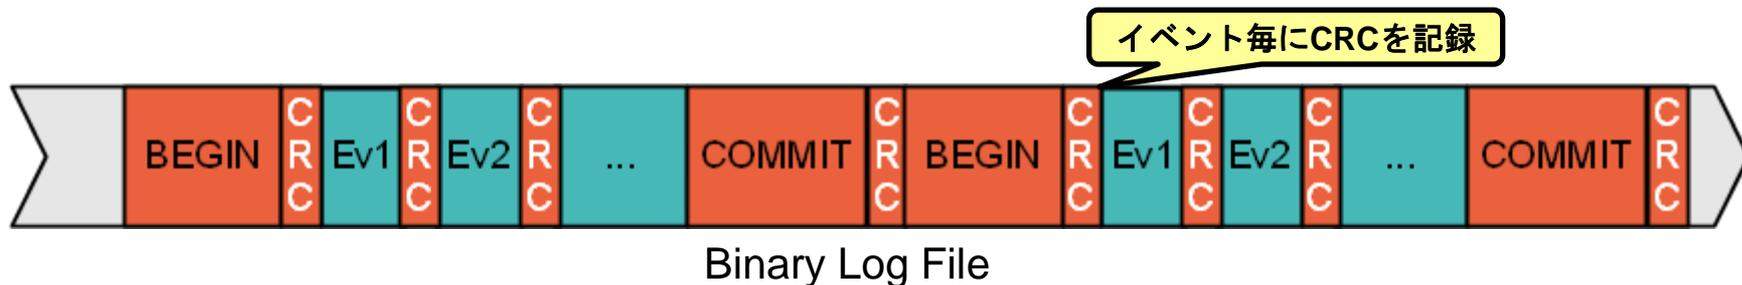 イベント毎にCRCを記録
BEGIN CRC Ev1 CRC Ev2 CRC ... COMMIT CRC BEGIN CRC Ev1 CRC Ev2 CRC ... COMMIT CRC
Binary Log File